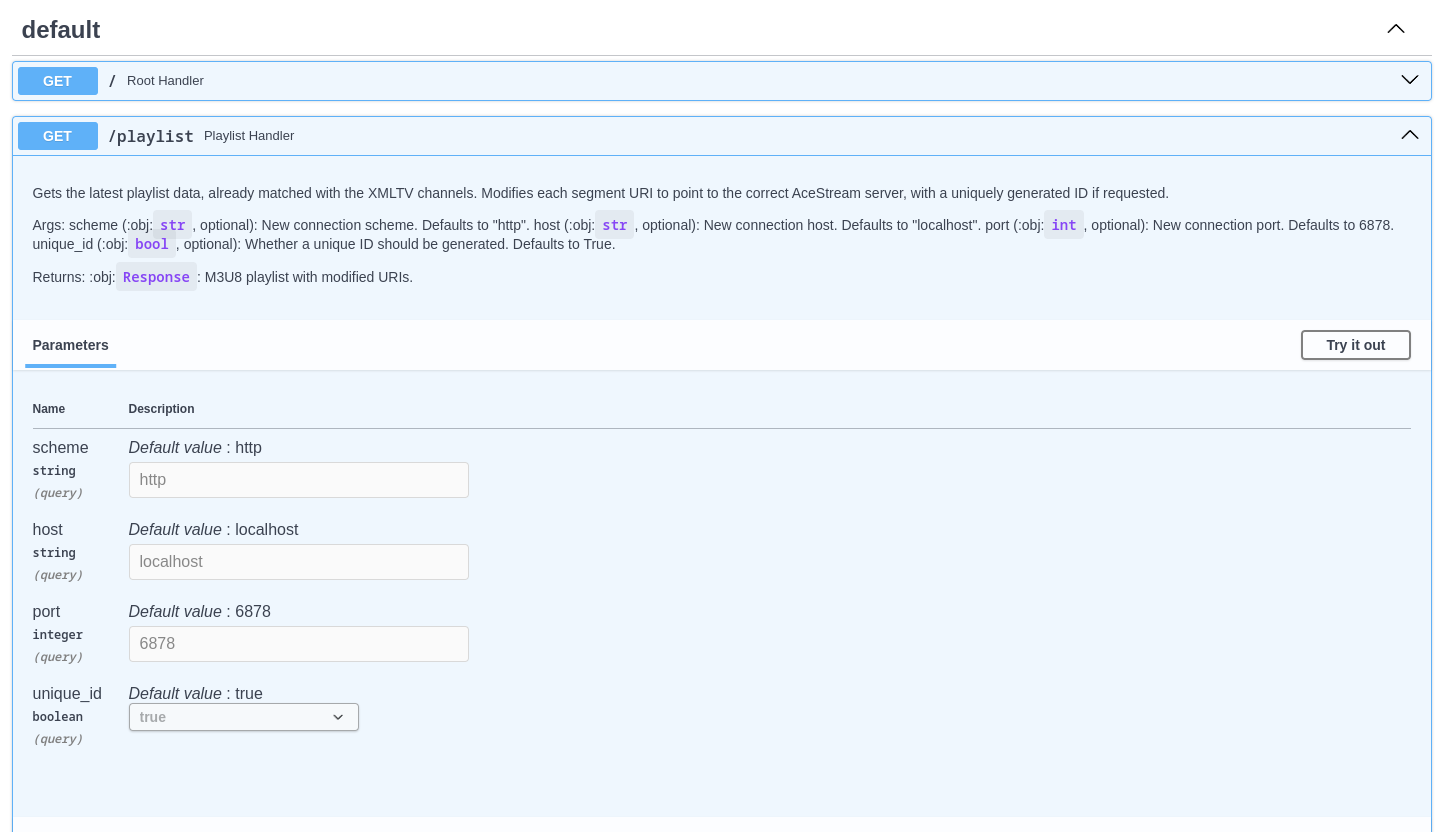 default
GET / Root Handler
GET /playlist Playlist Handler
Gets the latest playlist data, already matched with the XMLTV channels. Modifies each segment URI to point to the correct AceStream server, with a uniquely generated ID if requested.
Args: scheme (:obj: str , optional): New connection scheme. Defaults to "http". host (:obj: str , optional): New connection host. Defaults to "localhost". port (:obj: int , optional): New connection port. Defaults to 6878.
unique_id (:obj: bool , optional): Whether a unique ID should be generated. Defaults to True.
Returns: :obj: Response : M3U8 playlist with modified URIs.
Parameters Try it out
Name Description
scheme Default value : http
string
http
(query)
host Default value : localhost
string
localhost
(query)
port Default value : 6878
integer
6878
(query)
unique_id Default value : true
boolean true
(query)